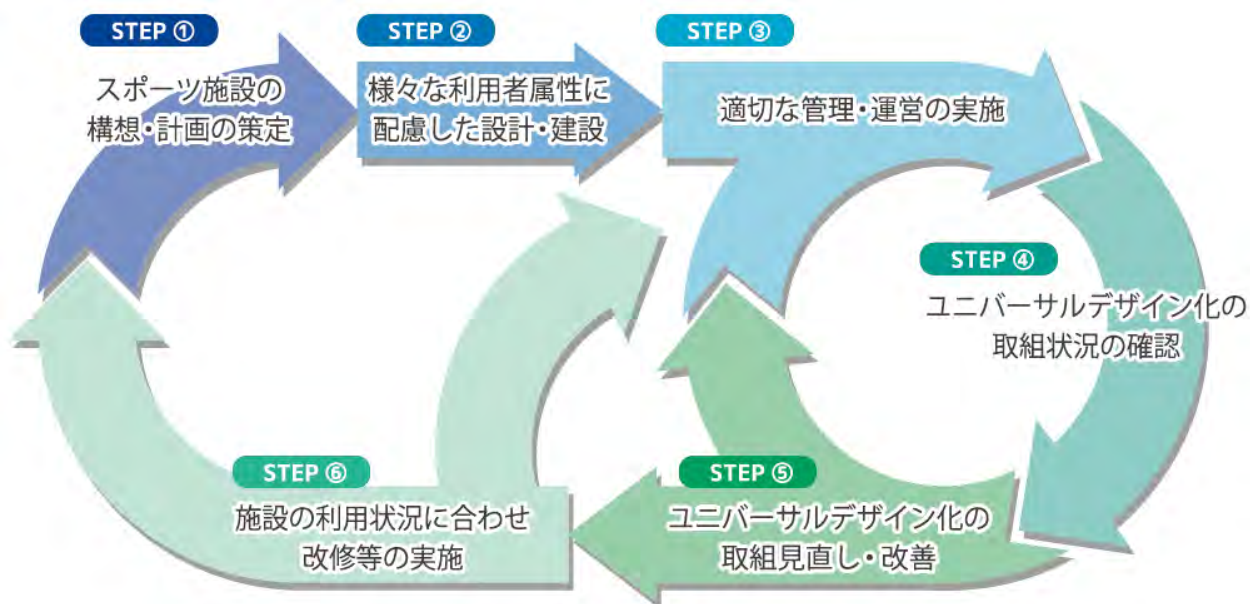 STEP ①
スポーツ施設の
構想・計画の策定
STEP ②
様々な利用者属性に
配慮した設計・建設
STEP ③
適切な管理・運営の実施
STEP ④
ユニバーサルデザイン化の
取組状況の確認
STEP ⑤
ユニバーサルデザイン化の
取組見直し・改善
STEP ⑥
施設の利用状況に合わせ
改修等の実施